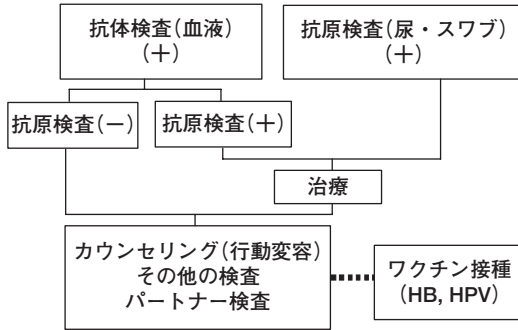 抗体検査(血液)
(+)
抗原検査(尿・スワブ)
(+)
抗原検査(ー)
抗原検査(+)
治療
カウンセリング(行動変容)
その他の検査
パートナー検査
ワクチン接種
(HB, HPV)